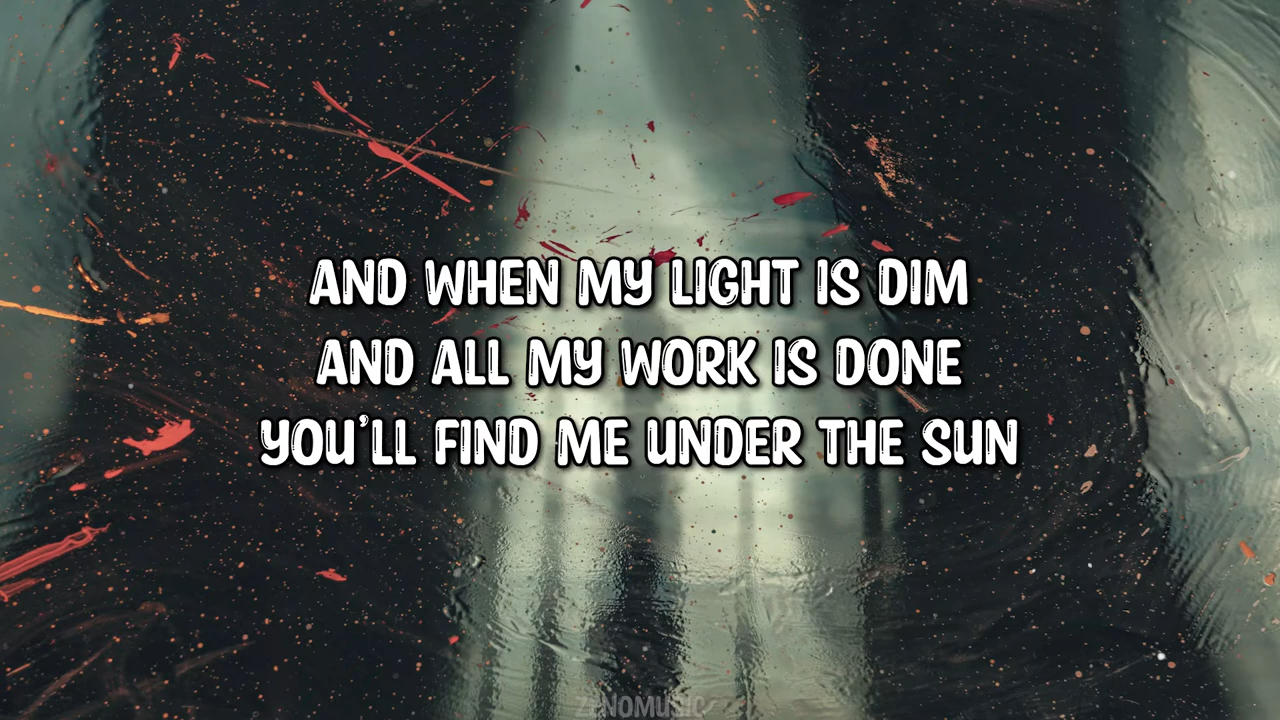 AND WHEN MY LIGHT IS DIM
AND ALL MY WORK IS DONE
YOU'LL FIND ME UNDER THE SUN
ZENOMUSIC